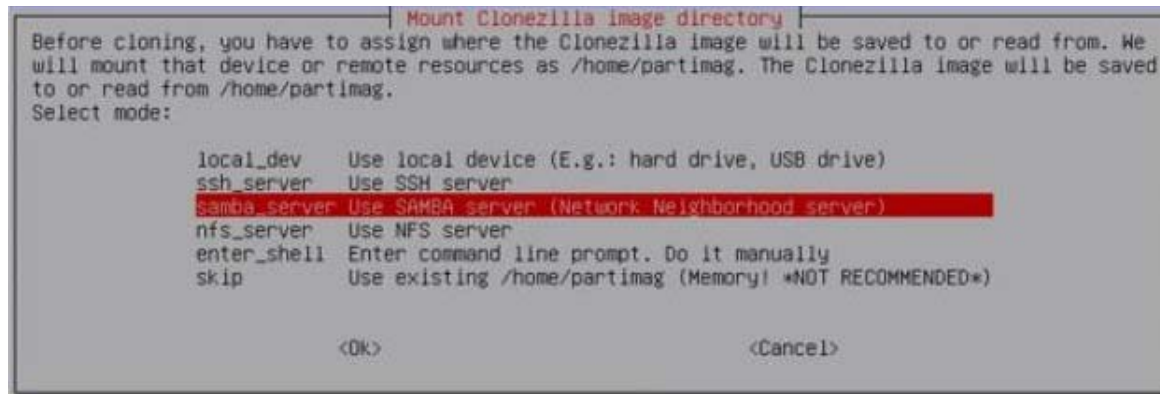 Mount Clonezilla image directory
Before cloning, you have to assign where the Clonezilla image will be saved to or read from. We
will mount that device or remote resources as /home/partimag. The Clonezilla image will be saved
to or read from /home/partimag.
Select mode:
local_dev Use local device (E.g.: hard drive, USB drive)
ssh_server Use SSH server
samba_server Use SAMBA server (Network Neighborhood server)
nfs_server Use NFS server
enter_shell Enter command line prompt. Do it manually
skip Use existing /home/partimag (Memory! *NOT RECOMMENDED*)
<Ok> <Cancel>